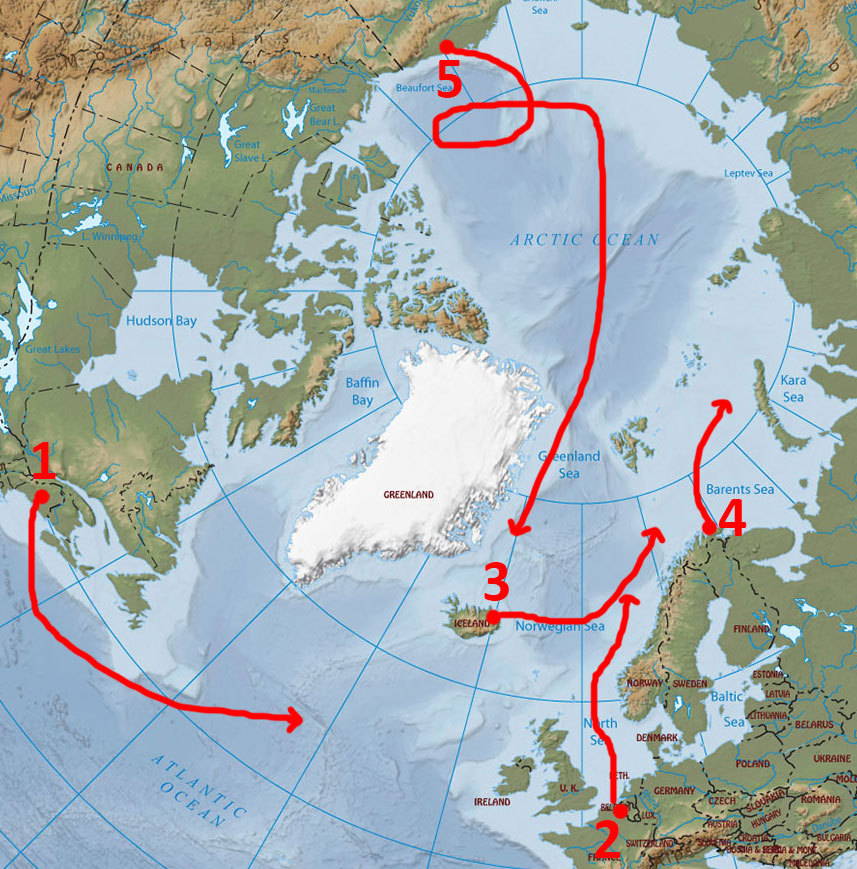 Sea
5
Beaufort Sea
Mackenzie
Great
Bear L
Great
Slave L
CANADA
Missouri
L. Winnipeg
Leptev Sea
ARCTIC OCEAN
Hudson Bay
Great Lakes
Baffin
Bay
Kara
Sea
Greenland
Sea
1
GREENLAND
Barents Sea
4
3
ICELAND
Norwegian Sea
FINLAND
NORWAY
SWEDEN
ESTONIA
LATVIA
Baltic
Sea
LITHUANIA
BELARUS
North
DENMARK
ATLANTIC
OCEAN
POLAND
UKRAINE
U. K.
IRELAND
GERMANY
CZECH
SLOVAKIA
ROMANIA
LUX.
HUNGARY
AUSTRIA
CROATIA
BULGARIA
2
SWITZERLAND
SLOVENIA
FRANCE